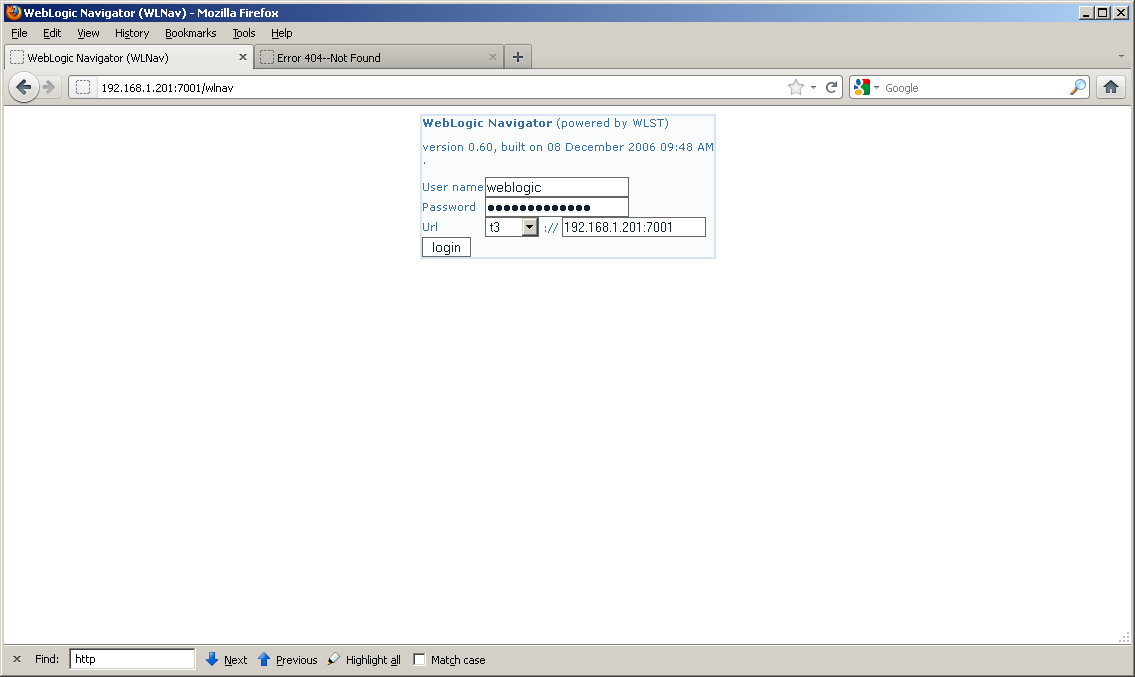 WebLogic Navigator (WLNav) - Mozilla Firefox
File Edit View History Bookmarks Tools Help
WebLogic Navigator (WLNav) Error 404--Not Found
192.168.1.201:7001/wlnav Google
WebLogic Navigator (powered by WLST)
version 0.60, built on 08 December 2006 09:48 AM
.
User name weblogic
Password •••••••••••••
Url t3 :// 192.168.1.201:7001
login
Find: http Next Previous Highlight all Match case